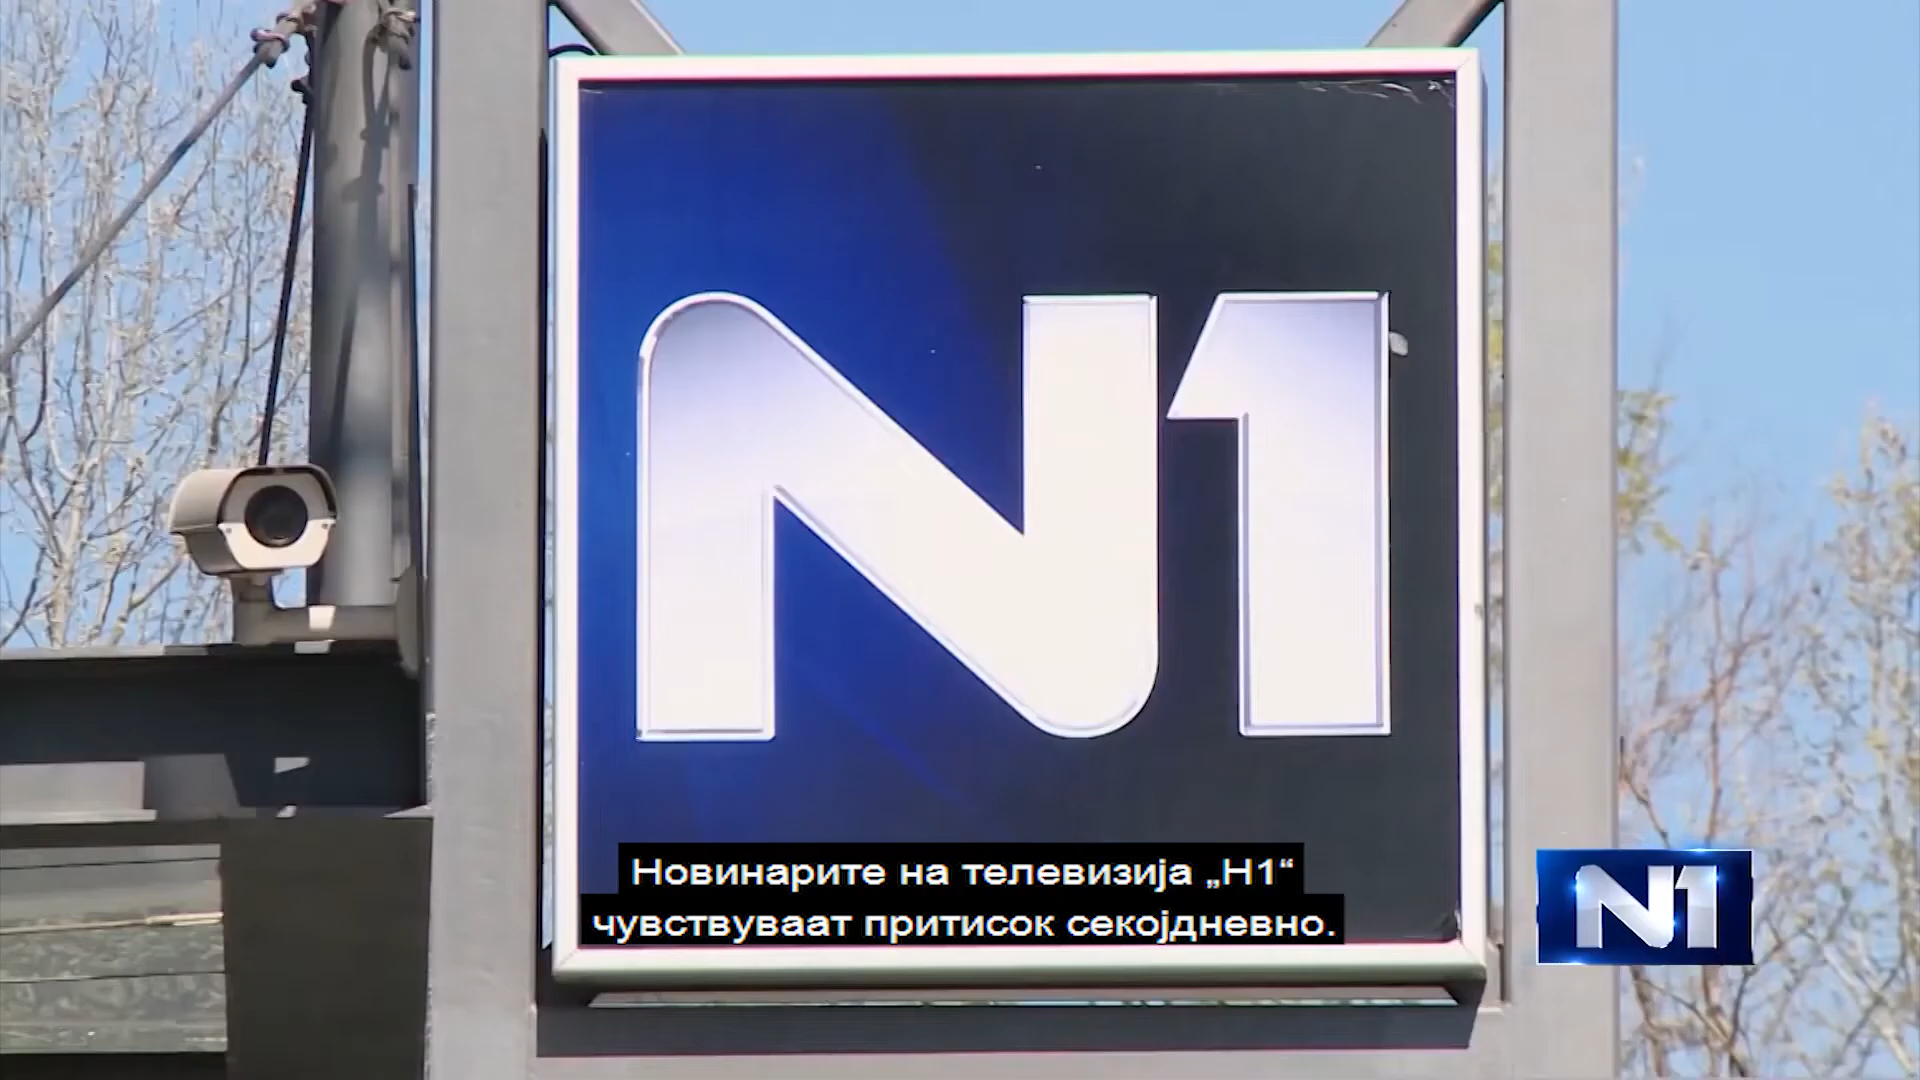 N1
Новинарите на телевизија „Н1“
чувствуваат притисок секојдневно.
N1